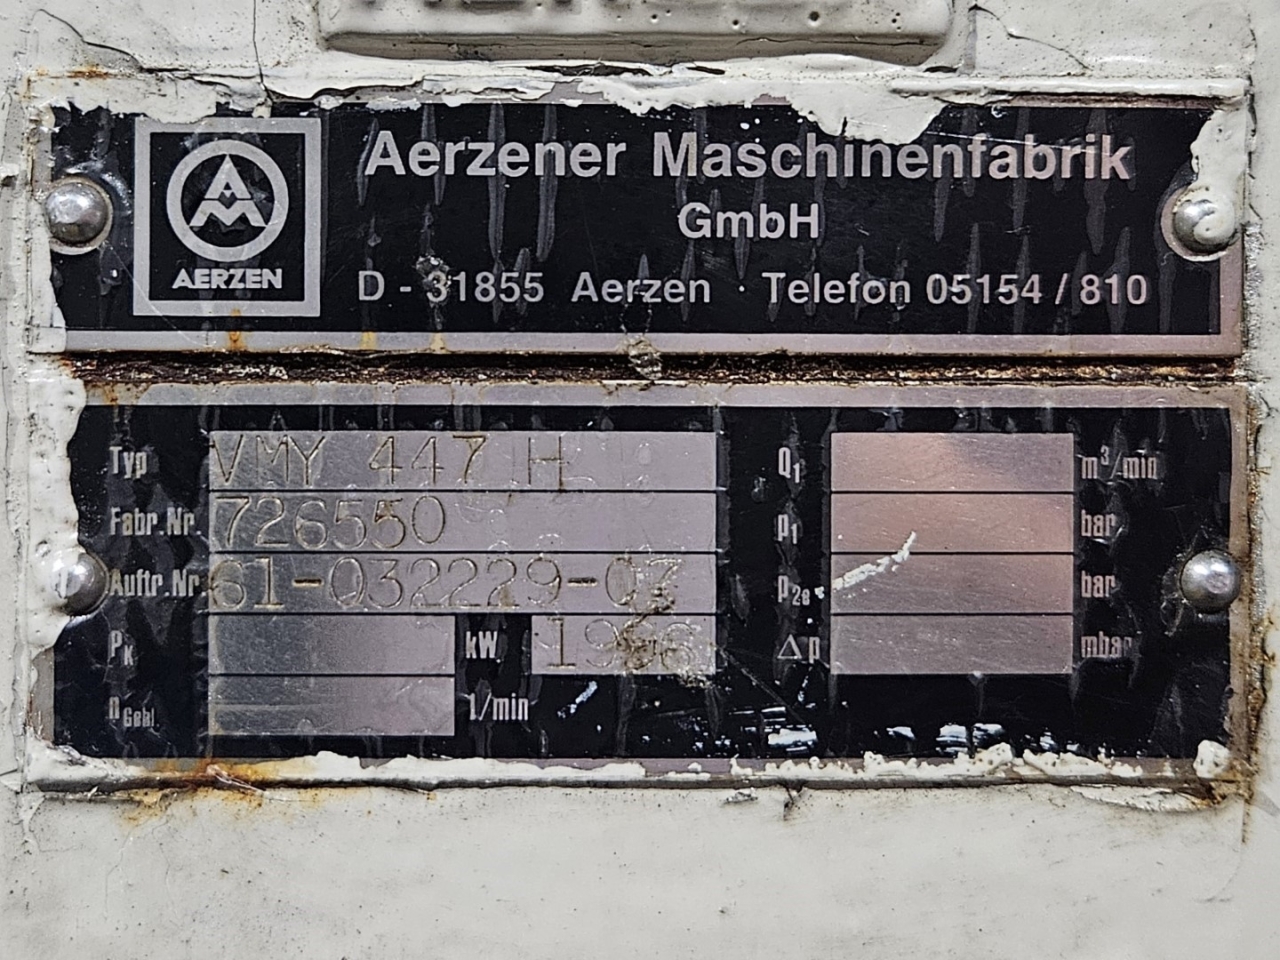 AERZEN
Aerzener Maschinenfabrik
GmbH
D - 31855 Aerzen · Telefon 05154 / 810
Typ VMY 447 H
Fabr.Nr. 726550
Auftr.Nr. 61-032229-07
PK kW 1996
nGebl. 1/min
Q1 m³/min
p1 bar
p2e bar
Δp mbar